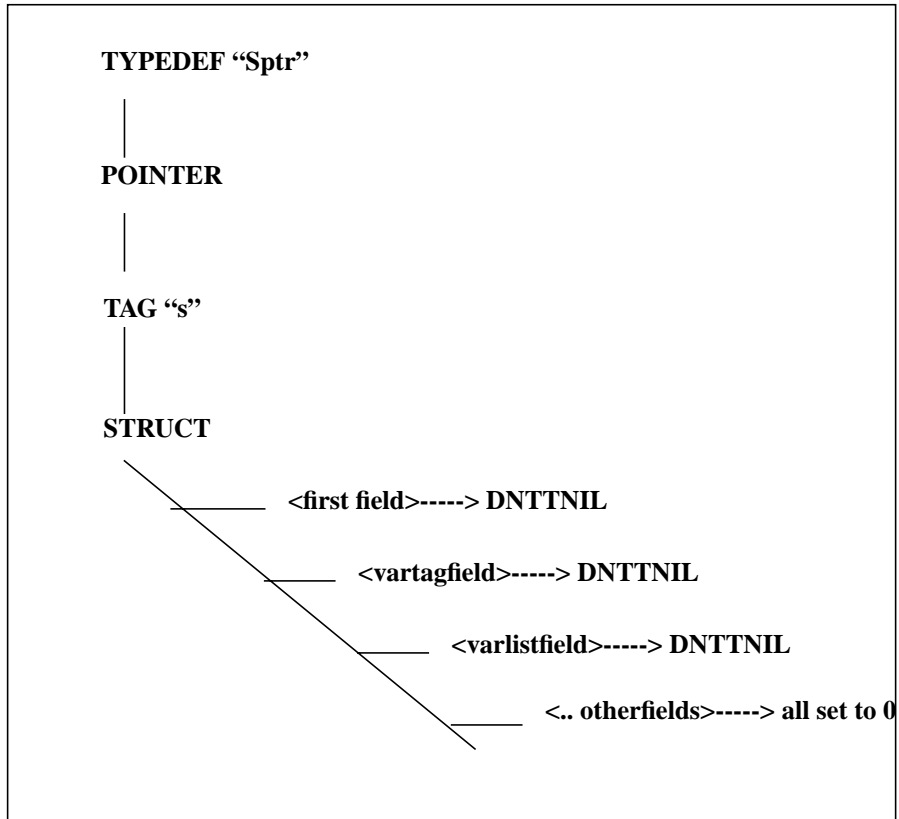 TYPEDEF “Sptr”
POINTER
TAG “s”
STRUCT
<first field>-----> DNTTNIL
<vartagfield>-----> DNTTNIL
<varlistfield>-----> DNTTNIL
<.. otherfields>-----> all set to 0